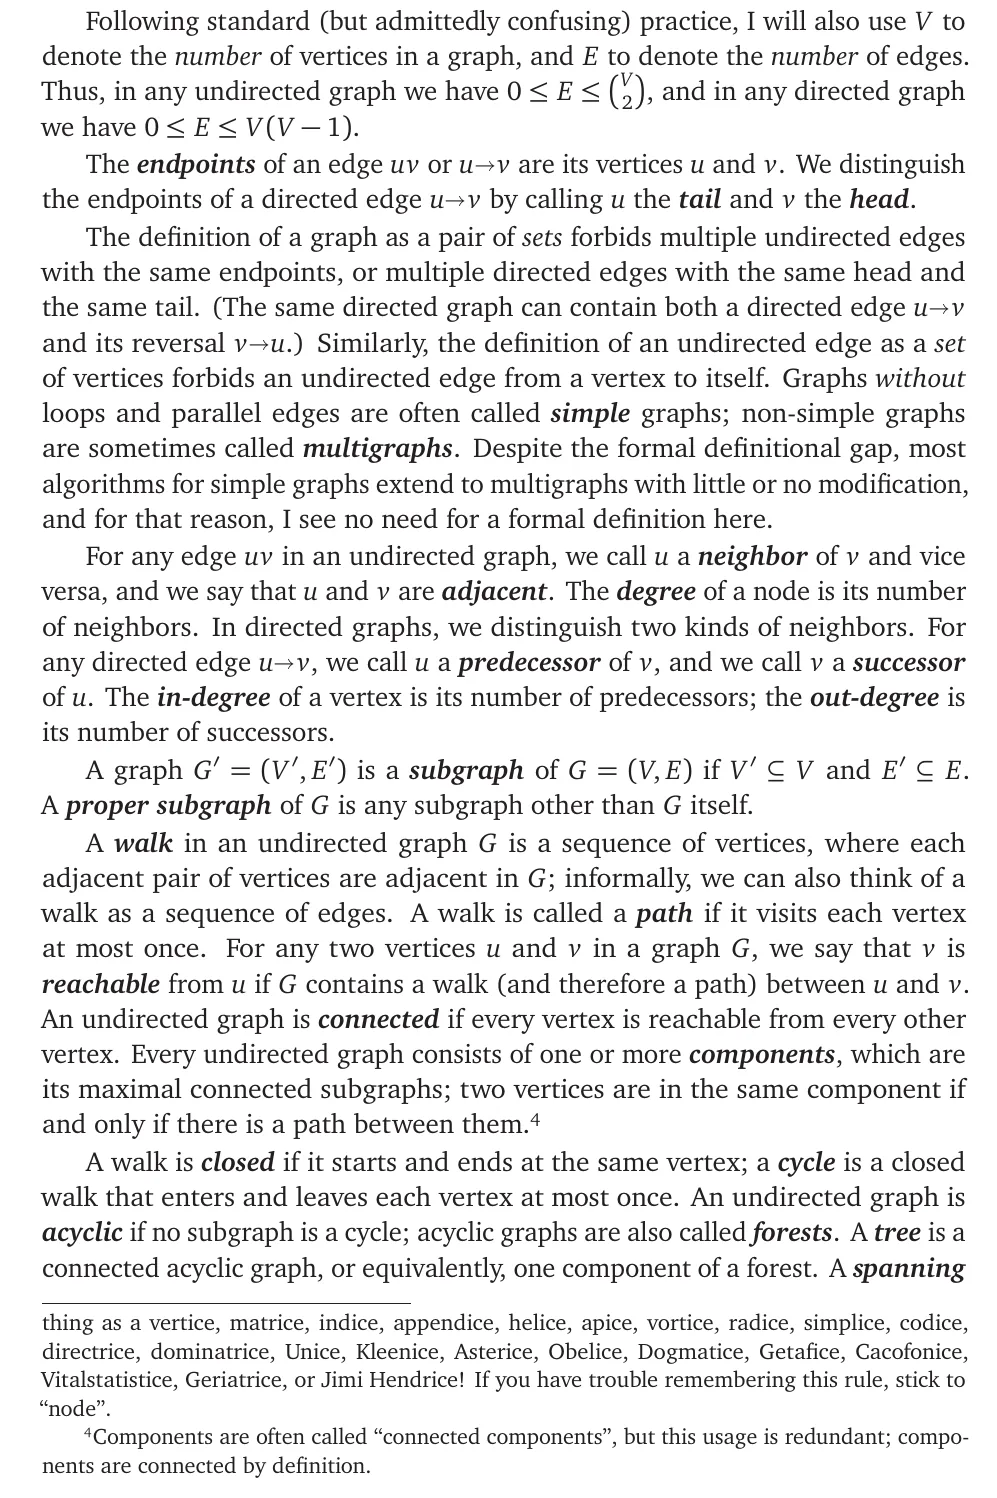 Following standard (but admittedly confusing) practice, I will also use V to
denote the number of vertices in a graph, and E to denote the number of edges.
Thus, in any undirected graph we have 0 ≤ E ≤ (V 2), and in any directed graph
we have 0 ≤ E ≤ V(V − 1).
The endpoints of an edge uv or u→v are its vertices u and v. We distinguish
the endpoints of a directed edge u→v by calling u the tail and v the head.
The definition of a graph as a pair of sets forbids multiple undirected edges
with the same endpoints, or multiple directed edges with the same head and
the same tail. (The same directed graph can contain both a directed edge u→v
and its reversal v→u.) Similarly, the definition of an undirected edge as a set
of vertices forbids an undirected edge from a vertex to itself. Graphs without
loops and parallel edges are often called simple graphs; non-simple graphs
are sometimes called multigraphs. Despite the formal definitional gap, most
algorithms for simple graphs extend to multigraphs with little or no modification,
and for that reason, I see no need for a formal definition here.
For any edge uv in an undirected graph, we call u a neighbor of v and vice
versa, and we say that u and v are adjacent. The degree of a node is its number
of neighbors. In directed graphs, we distinguish two kinds of neighbors. For
any directed edge u→v, we call u a predecessor of v, and we call v a successor
of u. The in-degree of a vertex is its number of predecessors; the out-degree is
its number of successors.
A graph G′ = (V′, E′) is a subgraph of G = (V, E) if V′ ⊆ V and E′ ⊆ E.
A proper subgraph of G is any subgraph other than G itself.
A walk in an undirected graph G is a sequence of vertices, where each
adjacent pair of vertices are adjacent in G; informally, we can also think of a
walk as a sequence of edges. A walk is called a path if it visits each vertex
at most once. For any two vertices u and v in a graph G, we say that v is
reachable from u if G contains a walk (and therefore a path) between u and v.
An undirected graph is connected if every vertex is reachable from every other
vertex. Every undirected graph consists of one or more components, which are
its maximal connected subgraphs; two vertices are in the same component if
and only if there is a path between them.⁴
A walk is closed if it starts and ends at the same vertex; a cycle is a closed
walk that enters and leaves each vertex at most once. An undirected graph is
acyclic if no subgraph is a cycle; acyclic graphs are also called forests. A tree is a
connected acyclic graph, or equivalently, one component of a forest. A spanning
thing as a vertice, matrice, indice, appendice, helice, apice, vortice, radice, simplice, codice,
directrice, dominatrice, Unice, Kleenice, Asterice, Obelice, Dogmatice, Getafice, Cacofonice,
Vitalstatistice, Geriatrice, or Jimi Hendrice! If you have trouble remembering this rule, stick to
“node”.
⁴Components are often called “connected components”, but this usage is redundant; compo-
nents are connected by definition.